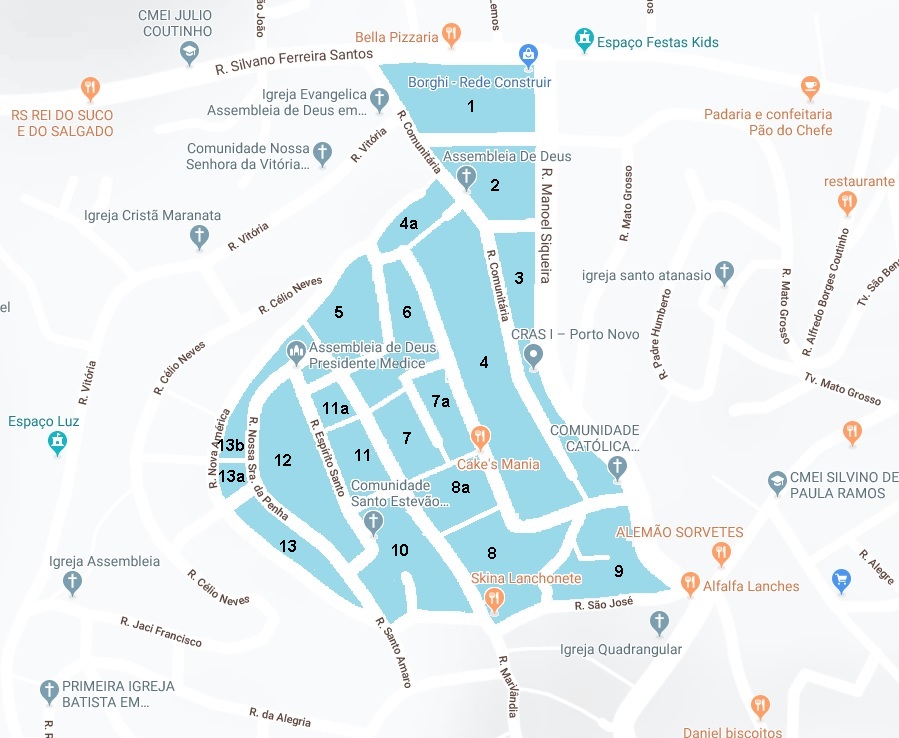 CMEI JULIO
COUTINHO
ão João
Lemos
Bella Pizzaria
Espaço Festas Kids
R. Silvano Ferreira Santos
Borghi - Rede Construir
RS REI DO SUCO
E DO SALGADO
Igreja Evangelica
Assembleia de Deus em...
1
Padaria e confeitaria
Pão do Chefe
R. Comunitária
R. Vitória
Comunidade Nossa
Senhora da Vitória...
Assembleia De Deus
2
R. Manoel Siqueira
R. Mato Grosso
restaurante
Igreja Cristã Maranata
4a
R. Vitória
R. Comunitária
3
igreja santo atanasio
R. Mato Grosso
R. Alfredo Borges Coutinho
Tv. São Ben
R. Célio Neves
el
5
6
R. Padre Humberto
CRAS I – Porto Novo
Assembleia de Deus
Presidente Medice
4
R. Célio Neves
R. Vitória
Tv. Mato Grosso
7a
11a
Espaço Luz
R. Nova América
13b
R. Nossa Sra. da Penha
R. Espírito Santo
7
COMUNIDADE
CATÓLICA...
12
11
Cake's Mania
13a
8a
Comunidade
Santo Estevão...
CMEI SILVINO DE
PAULA RAMOS
ALEMÃO SORVETES
13
10
8
9
Igreja Assembleia
Skina Lanchonete
Alfalfa Lanches
R. Alegre
R. Célio Neves
R. São José
R. Jaci Francisco
R. Santo Amaro
Igreja Quadrangular
R. Marilândia
PRIMEIRA IGREJA
BATISTA EM...
R. da Alegria
Daniel biscoitos